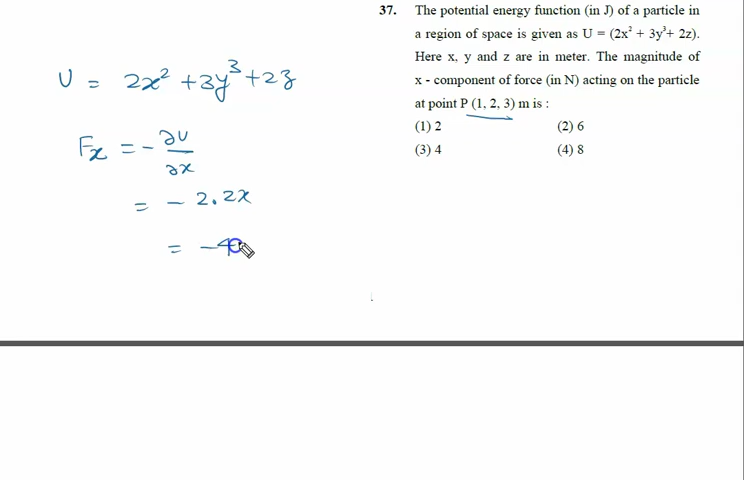 37. The potential energy function (in J) of a particle in
a region of space is given as U = (2x² + 3y³+ 2z).
Here x, y and z are in meter. The magnitude of
x - component of force (in N) acting on the particle
at point P (1, 2, 3) m is :
(1) 2 (2) 6
(3) 4 (4) 8
U = 2x² + 3y³ + 2z
Fx = - ∂U/∂x
= - 2.2x
= - 4